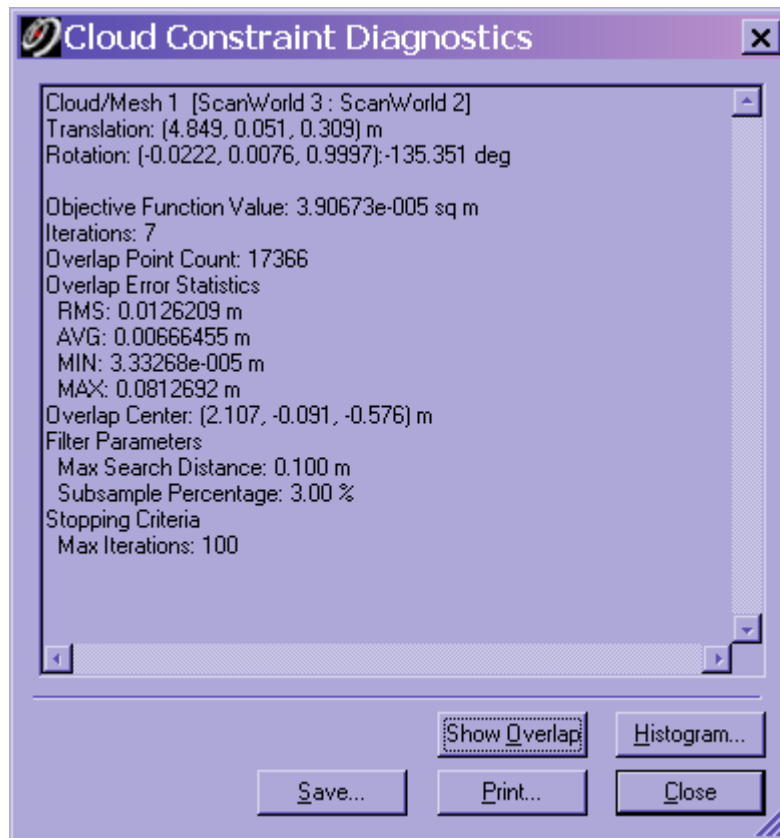 Cloud Constraint Diagnostics
Cloud/Mesh 1  [ScanWorld 3 : ScanWorld 2]
Translation: (4.849, 0.051, 0.309) m
Rotation: (-0.0222, 0.0076, 0.9997):-135.351 deg
Objective Function Value: 3.90673e-005 sq m
Iterations: 7
Overlap Point Count: 17366
Overlap Error Statistics
RMS: 0.0126209 m
AVG: 0.00666455 m
MIN: 3.33268e-005 m
MAX: 0.0812692 m
Overlap Center: (2.107, -0.091, -0.576) m
Filter Parameters
Max Search Distance: 0.100 m
Subsample Percentage: 3.00 %
Stopping Criteria
Max Iterations: 100
Show Overlap Histogram...
Save... Print... Close